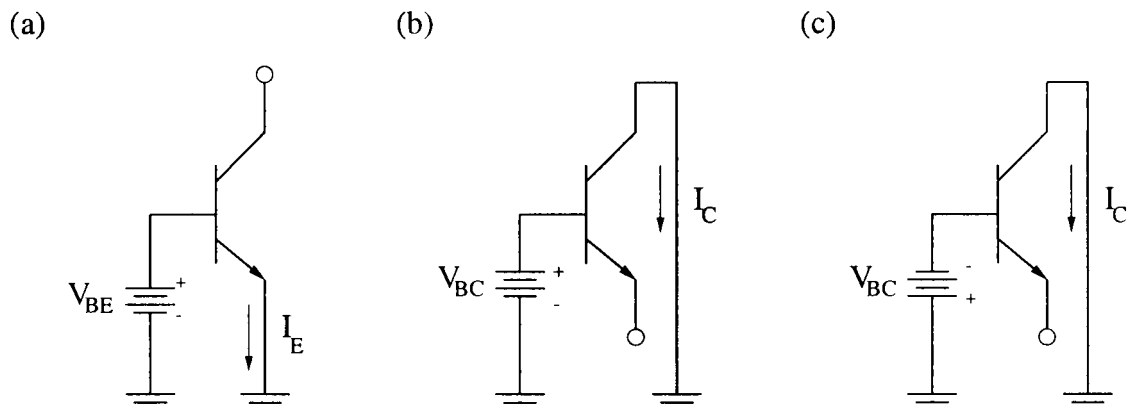 (a)
(b)
(c)
V_BE
+
-
I_E
V_BC
+
-
I_C
V_BC
-
+
I_C